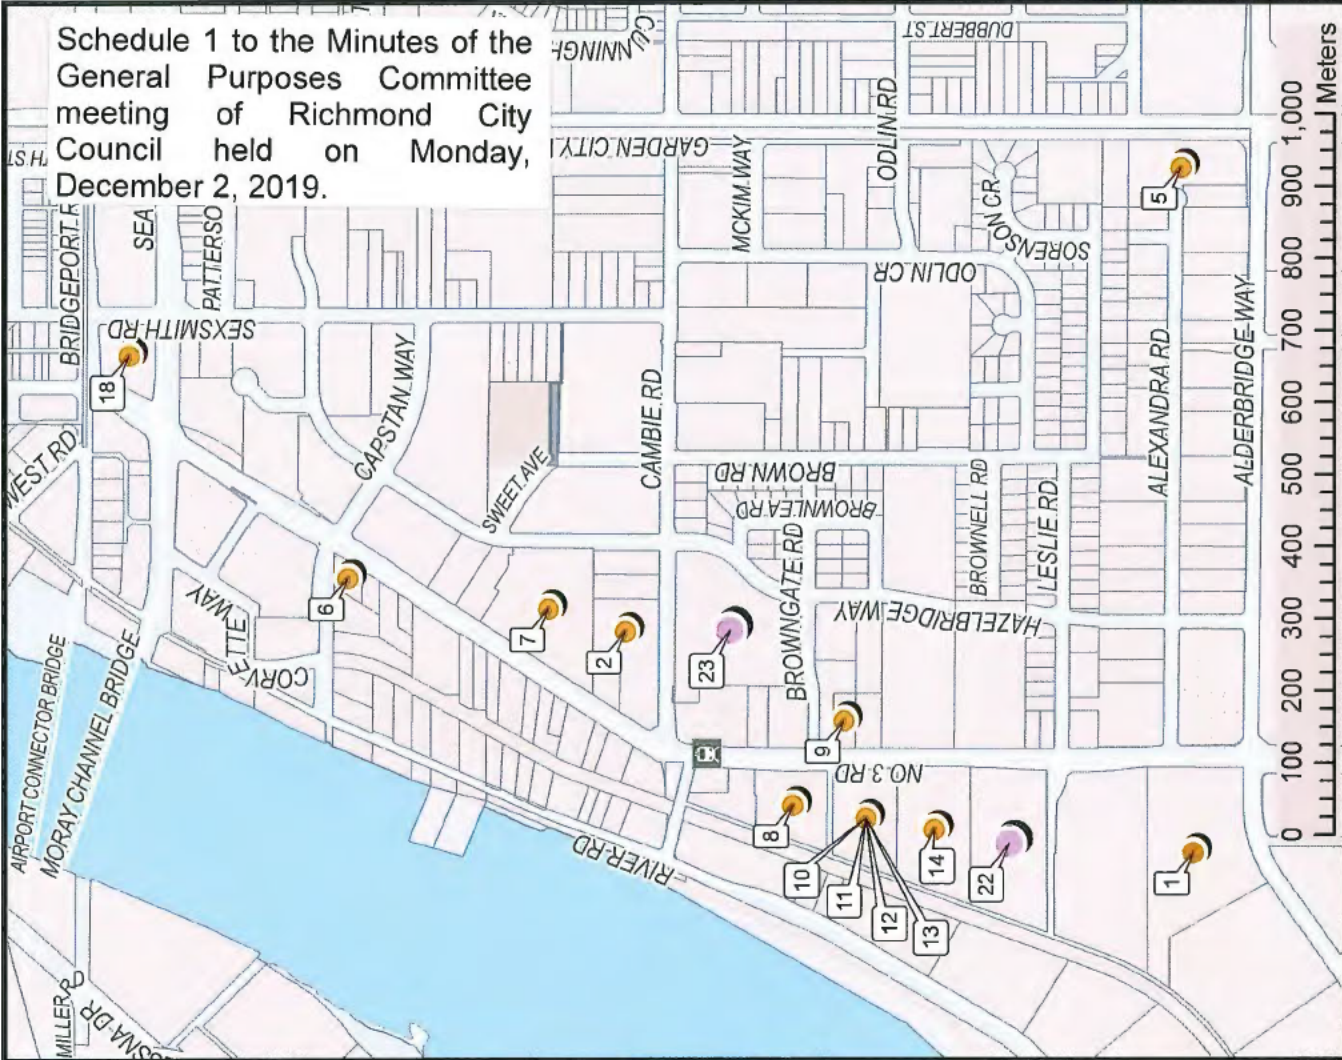 Schedule 1 to the Minutes of the
General Purposes Committee
meeting of Richmond City
Council held on Monday,
December 2, 2019.
DUBBERT ST
GARDEN CITY
MCKIM WAY
ODLIN RD
ODLIN CR
SORENSON CR
SEA
PATTERSO
BRIDGEPORT R
SEXSMITH RD
WEST RD
CAPSTAN WAY
SWEET AVE
CAMBIE RD
BROWN RD
BROWNLEA RD
BROWNGATE RD
BROWNELL RD
LESLIE RD
ALEXANDRA RD
ALDERBRIDGE WAY
HAZELBRIDGE WAY
NO 3 RD
RIVER RD
CORVETTE WAY
AIRPORT CONNECTOR BRIDGE
MORAY CHANNEL BRIDGE
MILLER RD
SSNA DR
18
5
6
7
2
23
9
8
10
11
12
13
14
22
1
0
100
200
300
400
500
600
700
800
900
1,000
Meters